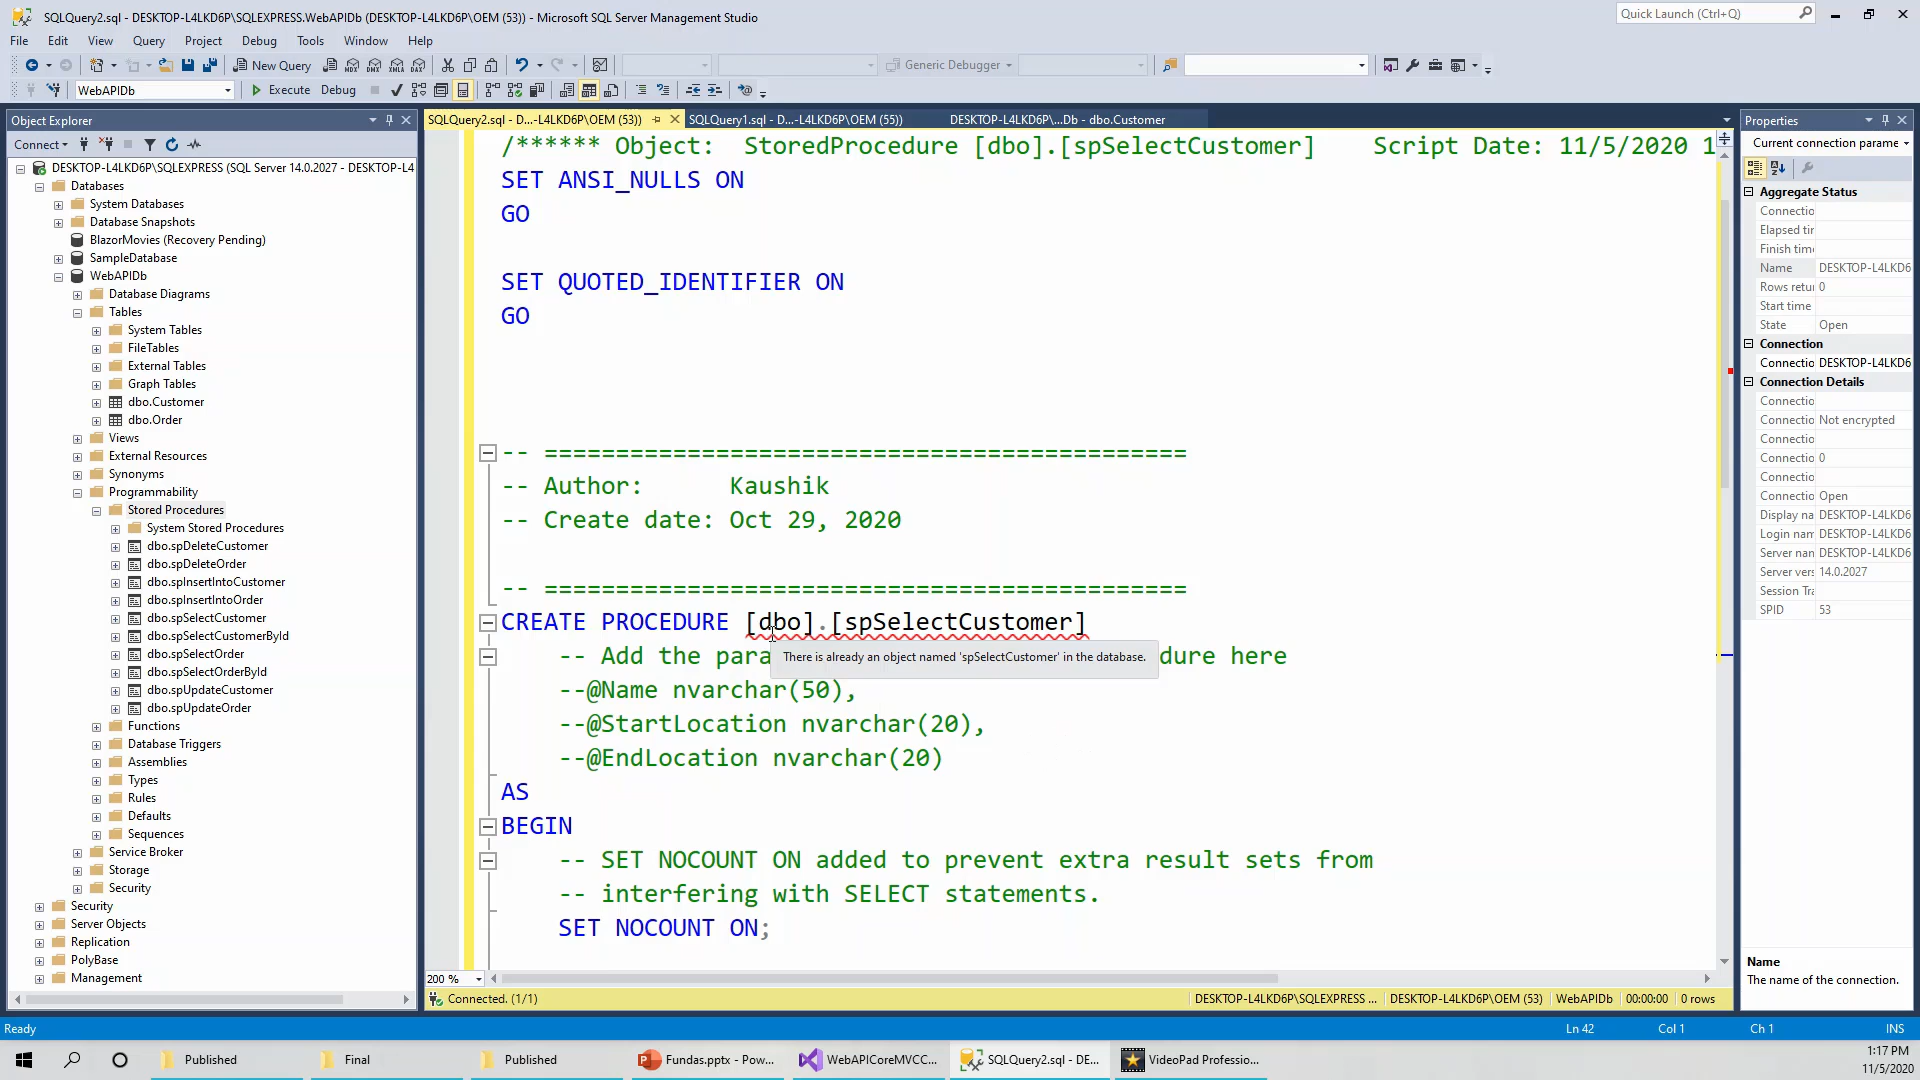 SQLQuery2.sql - DESKTOP-L4LKD6P\SQLEXPRESS.WebAPIDb (DESKTOP-L4LKD6P\OEM (53)) - Microsoft SQL Server Management Studio
Quick Launch (Ctrl+Q)
File Edit View Query Project Debug Tools Window Help
New Query
MDX DMX XMLA DAX
Generic Debugger
WebAPIDb
Execute Debug
Object Explorer
SQLQuery2.sql - D...-L4LKD6P\OEM (53))
SQLQuery1.sql - D...-L4LKD6P\OEM (55))
DESKTOP-L4LKD6P\...Db - dbo.Customer
Properties
Connect
Current connection parame
DESKTOP-L4LKD6P\SQLEXPRESS (SQL Server 14.0.2027 - DESKTOP-L4
Databases
System Databases
Database Snapshots
BlazorMovies (Recovery Pending)
SampleDatabase
WebAPIDb
Database Diagrams
Tables
System Tables
FileTables
External Tables
Graph Tables
dbo.Customer
dbo.Order
Views
External Resources
Synonyms
Programmability
Stored Procedures
System Stored Procedures
dbo.spDeleteCustomer
dbo.spDeleteOrder
dbo.spInsertIntoCustomer
dbo.spInsertIntoOrder
dbo.spSelectCustomer
dbo.spSelectCustomerById
dbo.spSelectOrder
dbo.spSelectOrderById
dbo.spUpdateCustomer
dbo.spUpdateOrder
Functions
Database Triggers
Assemblies
Types
Rules
Defaults
Sequences
Service Broker
Storage
Security
Security
Server Objects
Replication
PolyBase
Management
/****** Object:  StoredProcedure [dbo].[spSelectCustomer]    Script Date: 11/5/2020 1
SET ANSI_NULLS ON
GO
SET QUOTED_IDENTIFIER ON
GO
-- =============================================
-- Author:      Kaushik
-- Create date: Oct 29, 2020
-- =============================================
CREATE PROCEDURE [dbo].[spSelectCustomer]
-- Add the para
There is already an object named 'spSelectCustomer' in the database.
dure here
--@Name nvarchar(50),
--@StartLocation nvarchar(20),
--@EndLocation nvarchar(20)
AS
BEGIN
-- SET NOCOUNT ON added to prevent extra result sets from
-- interfering with SELECT statements.
SET NOCOUNT ON;
Aggregate Status
Connectio
Elapsed tir
Finish time
Name DESKTOP-L4LKD6
Rows retu 0
Start time
State Open
Connection
Connectio DESKTOP-L4LKD6
Connection Details
Connectio
Connectio Not encrypted
Connectio
Connectio 0
Connectio
Connectio Open
Display na DESKTOP-L4LKD6
Login nam DESKTOP-L4LKD6
Server nan DESKTOP-L4LKD6
Server vers 14.0.2027
Session Tra
SPID 53
Name
The name of the connection.
200 %
Connected. (1/1)
DESKTOP-L4LKD6P\SQLEXPRESS ... DESKTOP-L4LKD6P\OEM (53) WebAPIDb 00:00:00 0 rows
Ready
Ln 42 Col 1 Ch 1 INS
Published
Final
Published
Fundas.pptx - Pow...
WebAPICoreMVCC...
SQLQuery2.sql - DE...
VideoPad Professio...
1:17 PM
11/5/2020